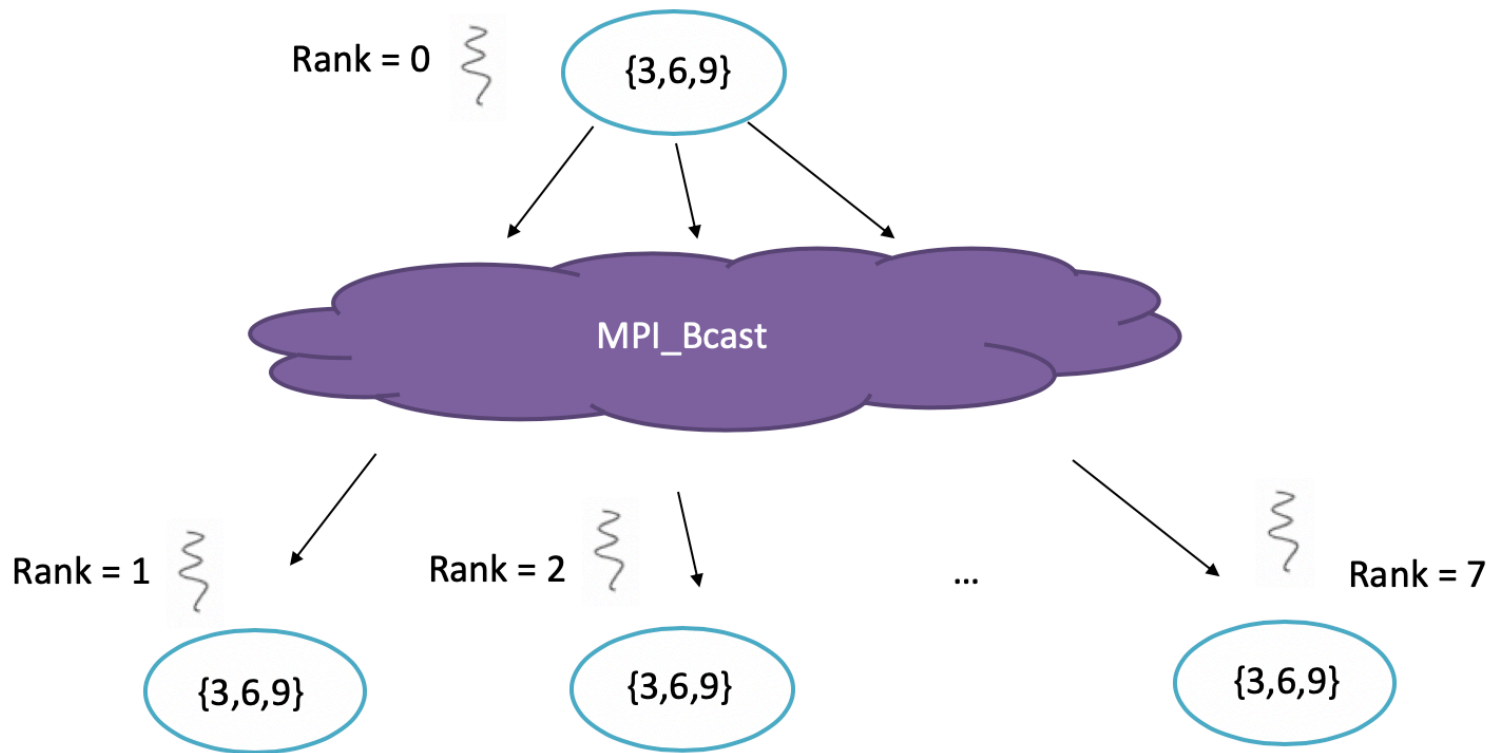 Rank = 0
{3,6,9}
MPI_Bcast
Rank = 1
Rank = 2
...
Rank = 7
{3,6,9}
{3,6,9}
{3,6,9}